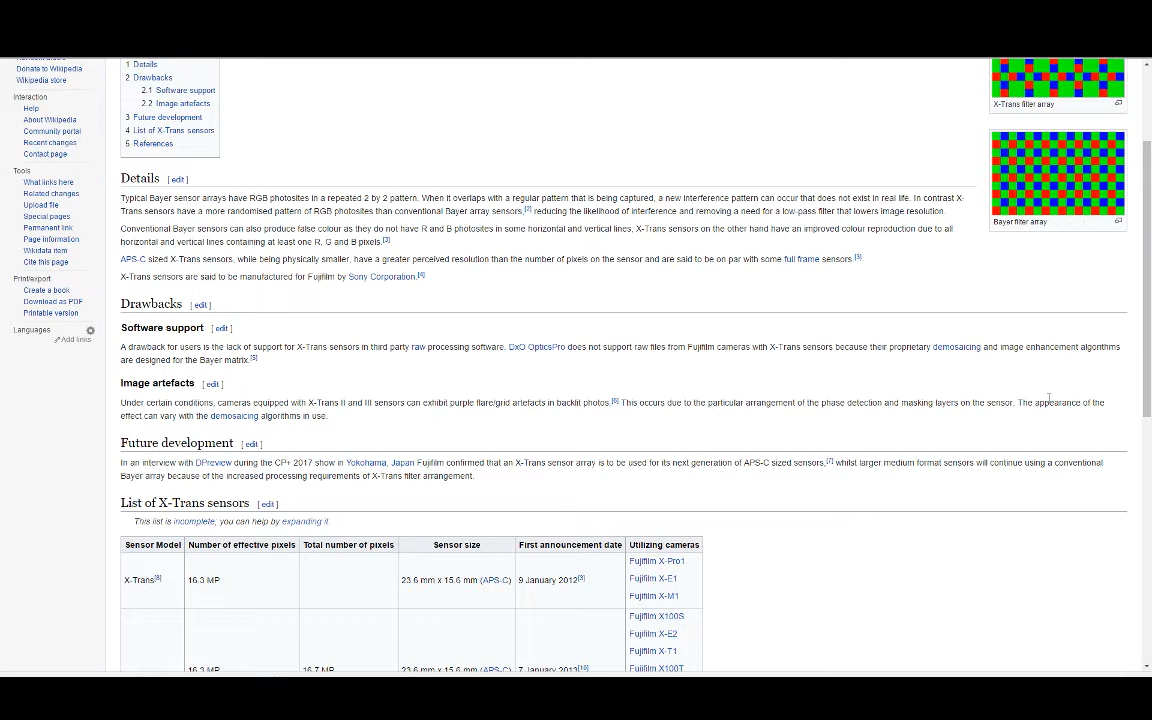 Donate to Wikipedia
Wikipedia store
Interaction
Help
About Wikipedia
Community portal
Recent changes
Contact page
Tools
What links here
Related changes
Upload file
Special pages
Permanent link
Page information
Wikidata item
Cite this page
Print/export
Create a book
Download as PDF
Printable version
Languages
Add links
1 Details
2 Drawbacks
2.1 Software support
2.2 Image artefacts
3 Future development
4 List of X-Trans sensors
5 References
X-Trans filter array
Bayer filter array
Details [ edit ]
Typical Bayer sensor arrays have RGB photosites in a repeated 2 by 2 pattern. When it overlaps with a regular pattern that is being captured, a new interference pattern can occur that does not exist in real life. In contrast X-
Trans sensors have a more randomised pattern of RGB photosites than conventional Bayer array sensors,[2] reducing the likelihood of interference and removing a need for a low-pass filter that lowers image resolution.
Conventional Bayer sensors can also produce false colour as they do not have R and B photosites in some horizontal and vertical lines, X-Trans sensors on the other hand have an improved colour reproduction due to all
horizontal and vertical lines containing at least one R, G and B pixels.[3]
APS-C sized X-Trans sensors, while being physically smaller, have a greater perceived resolution than the number of pixels on the sensor and are said to be on par with some full frame sensors [3]
X-Trans sensors are said to be manufactured for Fujifilm by Sony Corporation.[4]
Drawbacks [ edit ]
Software support [ edit ]
A drawback for users is the lack of support for X-Trans sensors in third party raw processing software. DxO OpticsPro does not support raw files from Fujifilm cameras with X-Trans sensors because their proprietary demosaicing and image enhancement algorithms
are designed for the Bayer matrix.[5]
Image artefacts [ edit ]
Under certain conditions, cameras equipped with X-Trans II and III sensors can exhibit purple flare/grid artefacts in backlit photos.[6] This occurs due to the particular arrangement of the phase detection and masking layers on the sensor. The appearance of the
effect can vary with the demosaicing algorithms in use.
Future development [ edit ]
In an interview with DPreview during the CP+ 2017 show in Yokohama, Japan Fujifilm confirmed that an X-Trans sensor array is to be used for its next generation of APS-C sized sensors,[7] whilst larger medium format sensors will continue using a conventional
Bayer array because of the increased processing requirements of X-Trans filter arrangement.
List of X-Trans sensors [ edit ]
This list is incomplete; you can help by expanding it.
Sensor Model Number of effective pixels Total number of pixels Sensor size First announcement date Utilizing cameras
X-Trans[8] 16.3 MP 23.6 mm x 15.6 mm (APS-C) 9 January 2012[3]
Fujifilm X-Pro1
Fujifilm X-E1
Fujifilm X-M1
Fujifilm X100S
Fujifilm X-E2
Fujifilm X-T1
16.3 MP 16.7 MP 23.6 mm x 15.6 mm (APS-C) 7 January 2013[10] Fujifilm X100T